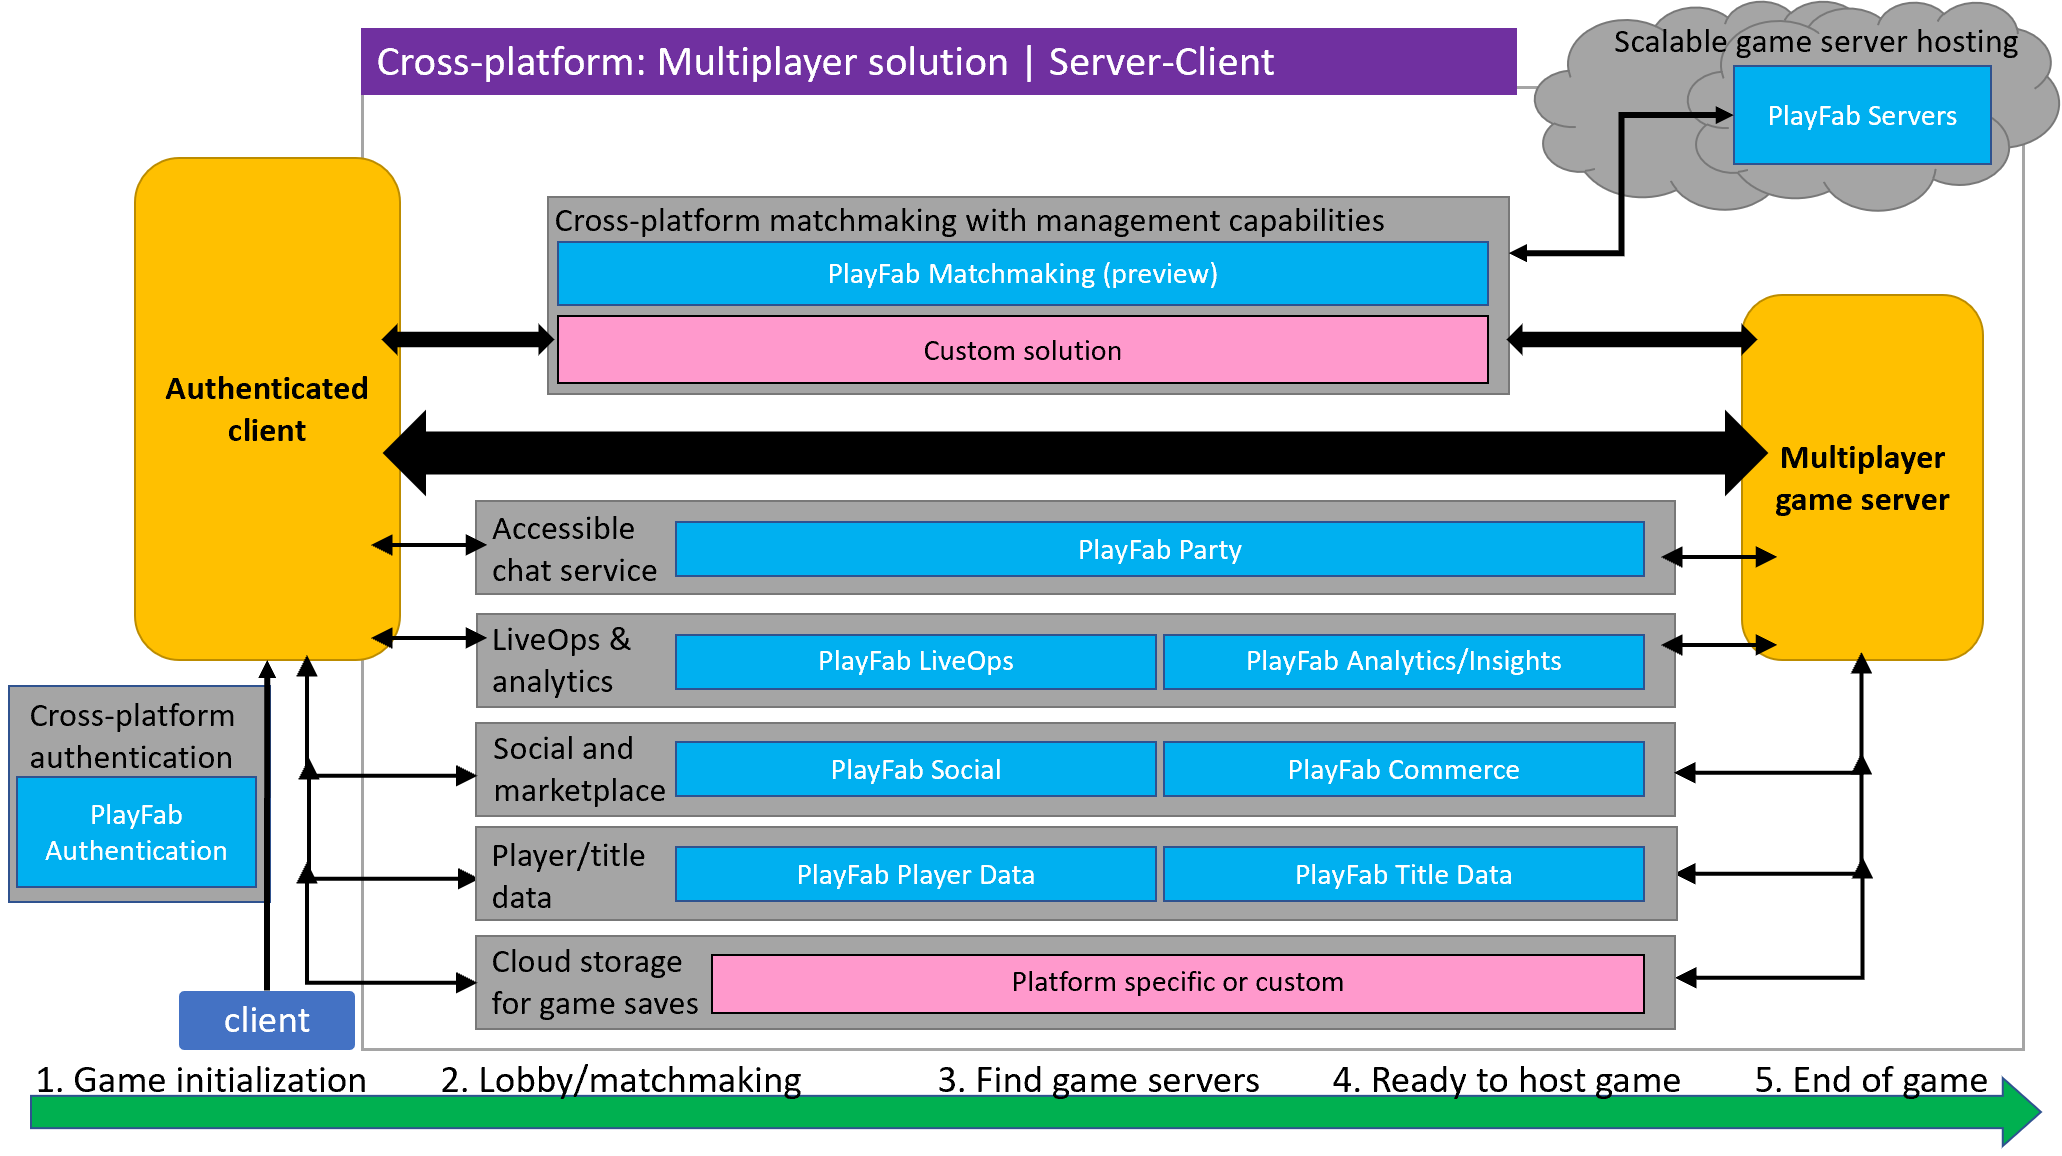 Cross-platform: Multiplayer solution | Server-Client
Scalable game server hosting
PlayFab Servers
Cross-platform matchmaking with management capabilities
PlayFab Matchmaking (preview)
Custom solution
Authenticated
client
Multiplayer
game server
Accessible
chat service
PlayFab Party
LiveOps &
analytics
PlayFab LiveOps
PlayFab Analytics/Insights
Cross-platform
authentication
PlayFab
Authentication
Social and
marketplace
PlayFab Social
PlayFab Commerce
Player/title
data
PlayFab Player Data
PlayFab Title Data
Cloud storage
for game saves
Platform specific or custom
client
1. Game initialization
2. Lobby/matchmaking
3. Find game servers
4. Ready to host game
5. End of game